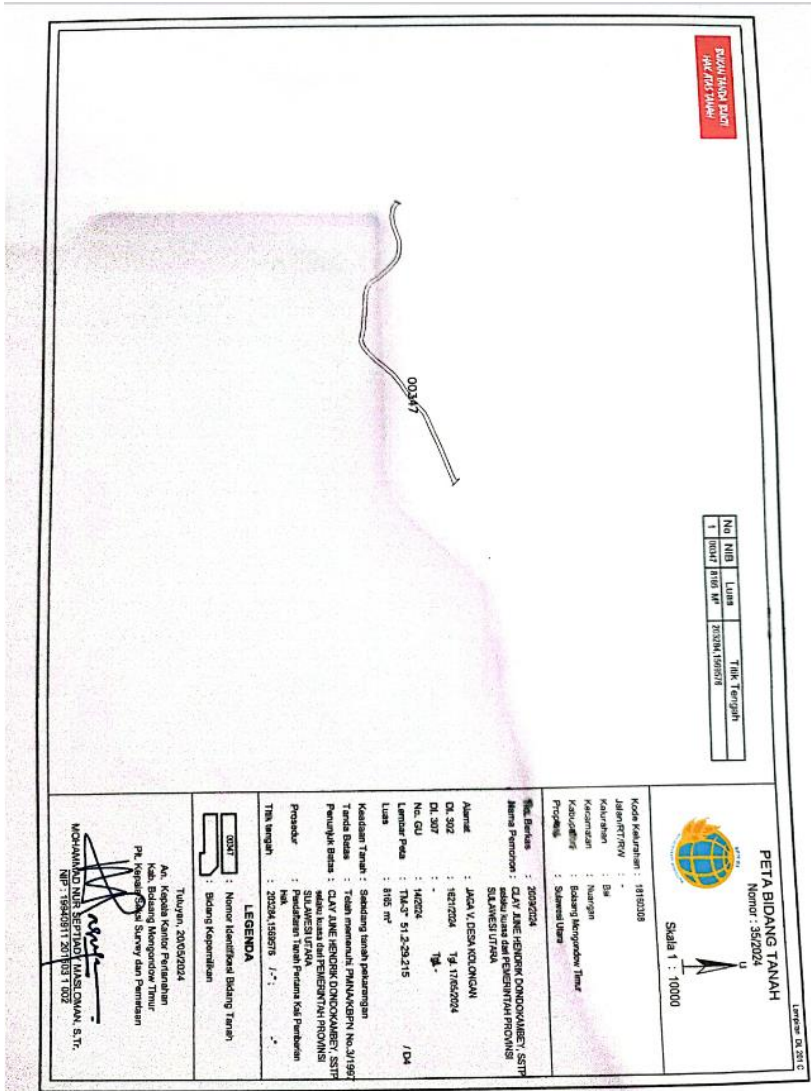 Lampiran DI. 201 C
BUKAN TANDA BUKTI
HAK ATAS TANAH
00347
No NIB Luas Titik Tengah
1 00347 8165 M² 203284,1569576
PETA BIDANG TANAH
Nomor : 35/2024
U
Skala 1 : 10000
Kode Kelurahan : 18160308
Jalan/RT/RW : -
Kelurahan : Bai
Kecamatan : Nuangan
Kabupaten : Bolaang Mongondow Timur
Propinsi : Sulawesi Utara
No. Berkas : 2009/2024
Nama Pemohon : CLAY JUNE HENDRIK DONDOKAMBEY, SSTP
selaku kuasa dari PEMERINTAH PROVINSI
SULAWESI UTARA
Alamat : JAGA V, DESA KOLONGAN
DI. 302 : 1621/2024 Tgl. 17/05/2024
DI. 307 : - Tgl. -
No. GU : 14/2024
Lembar Peta : TM-3° 51.2-29.215 / D4
Luas : 8165 m²
Keadaan Tanah : Sebidang tanah pekarangan
Tanda Batas : Telah memenuhi PMNA/KBPN No.3/1997
Penunjuk Batas : CLAY JUNE HENDRIK DONDOKAMBEY, SSTP
selaku kuasa dari PEMERINTAH PROVINSI
SULAWESI UTARA
Prosedur : Pendaftaran Tanah Pertama Kali Pemberian
Hak
Titik tengah : 203284,1569576 /-°; -°
LEGENDA
00347 : Nomor Identifikasi Bidang Tanah
: Bidang Kepemilikan
Tutuyan, 20/05/2024
An. Kepala Kantor Pertanahan
Kab. Bolaang Mongondow Timur
Plt. Kepala Seksi Survey dan Pemetaan
MOHAMMAD NUR SEPTIADY MASLOMAN, S.Tr.
NIP : 19940911 201503 1 002